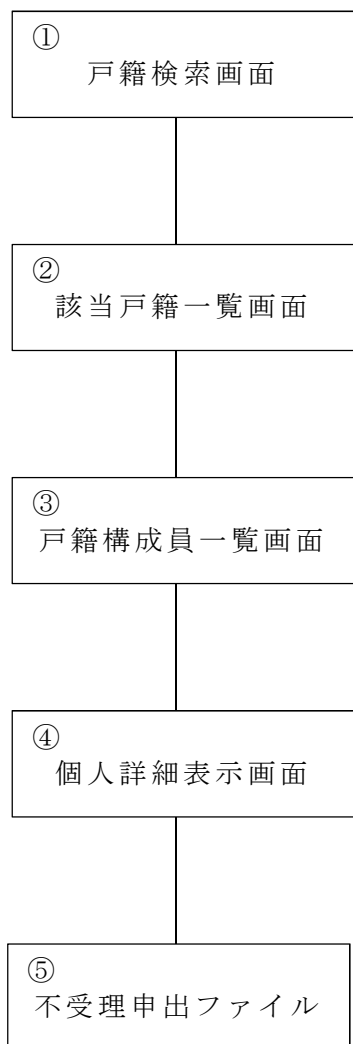 ①
戸籍検索画面
②
該当戸籍一覧画面
③
戸籍構成員一覧画面
④
個人詳細表示画面
⑤
不受理申出ファイル